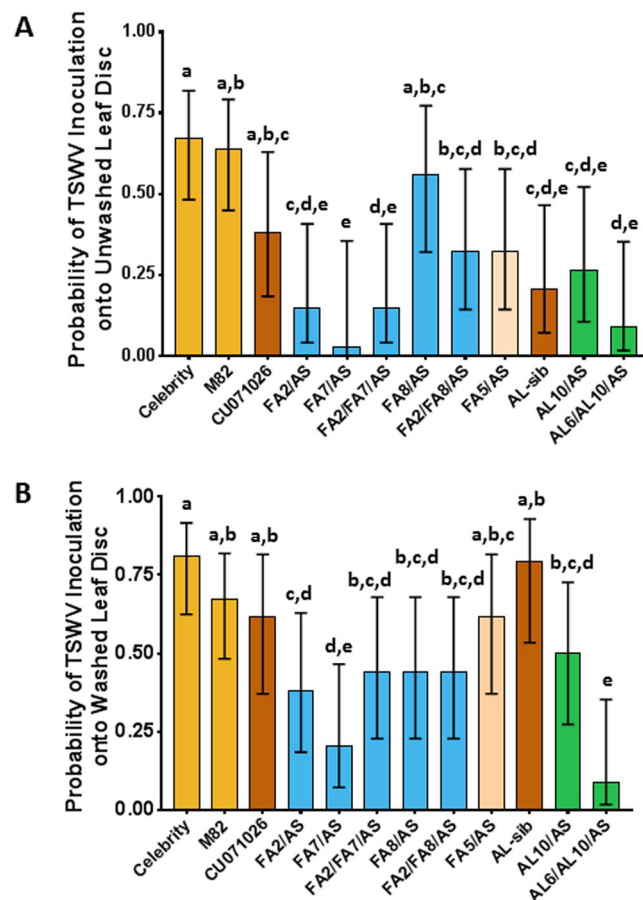 A
Probability of TSWV Inoculation
onto Unwashed Leaf Disc
1.00
0.75
0.50
0.25
0.00
a
a,b
a,b,c
c,d,e
e
d,e
a,b,c
b,c,d
b,c,d
c,d,e
c,d,e
d,e
Celebrity
M82
CU071026
FA2/AS
FA7/AS
FA2/FA7//AS
FA8/AS
FA2/FA8/AS
FA5/AS
AL-sib
AL10/AS
AL6/AL10/AS
B
Probability of TSWV Inoculation
onto Washed Leaf Disc
1.00
0.75
0.50
0.25
0.00
a
a,b
a,b
c,d
d,e
b,c,d
b,c,d
b,c,d
a,b,c
a,b
b,c,d
e
Celebrity
M82
CU071026
FA2/AS
FA7/AS
FA2/FA7/AS
FA8/AS
FA2/FA8/AS
FA5/AS
AL-sib
AL10/AS
AL6/AL10/AS